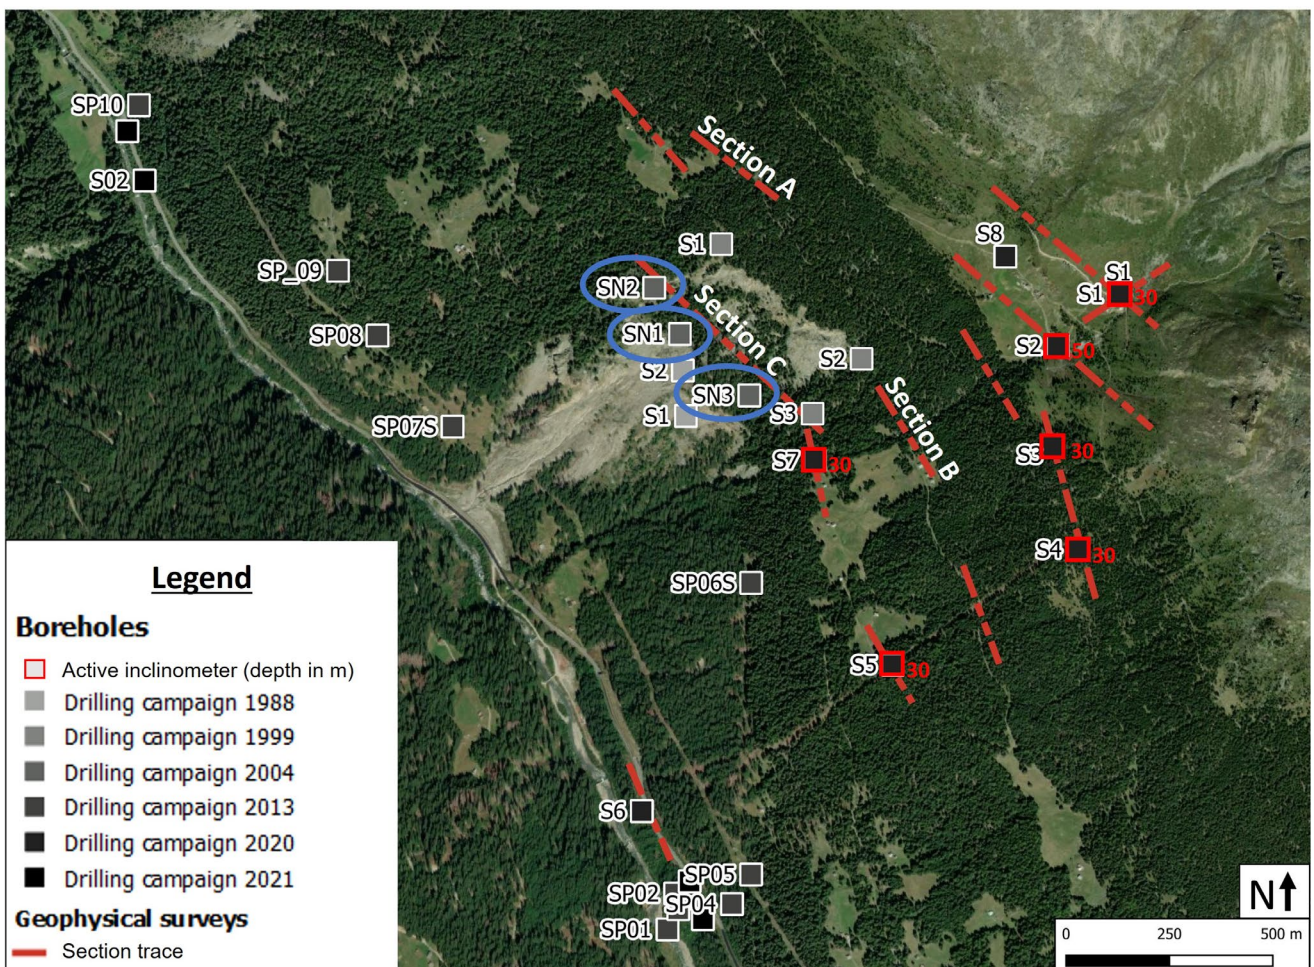 SP10
S02
SP_09
SP08
SP07S
Section A
S1
SN2
SN1
Section C
S2
SN3
S1
S2
S3
S7
30
Section B
S8
S1
S1
30
S2
50
S3
30
S4
30
SP06S
S5
30
S6
SP05
SP02
SP04
SP01
Legend
Boreholes
Active inclinometer (depth in m)
Drilling campaign 1988
Drilling campaign 1999
Drilling campaign 2004
Drilling campaign 2013
Drilling campaign 2020
Drilling campaign 2021
Geophysical surveys
Section trace
N
0 250 500 m